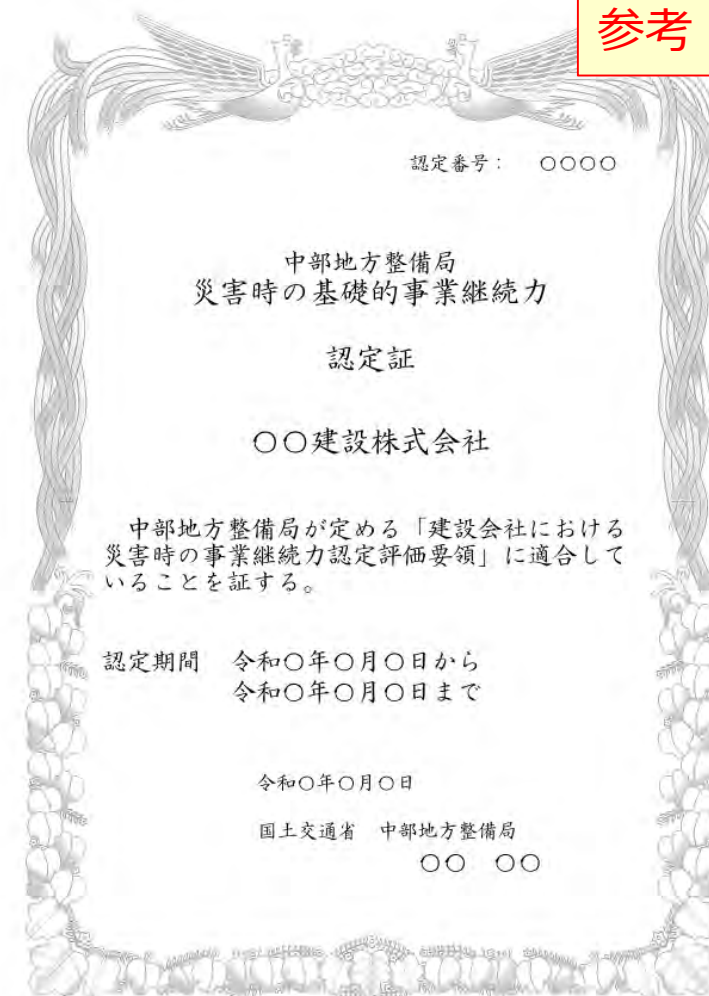 参考
認定番号： ○○○○
中部地方整備局
災害時の基礎的事業継続力
認定証
○○建設株式会社
中部地方整備局が定める「建設会社における
災害時の事業継続力認定評価要領」に適合して
いることを証する。
認定期間 令和○年○月○日から
令和○年○月○日まで
令和○年○月○日
国土交通省 中部地方整備局
○○ ○○